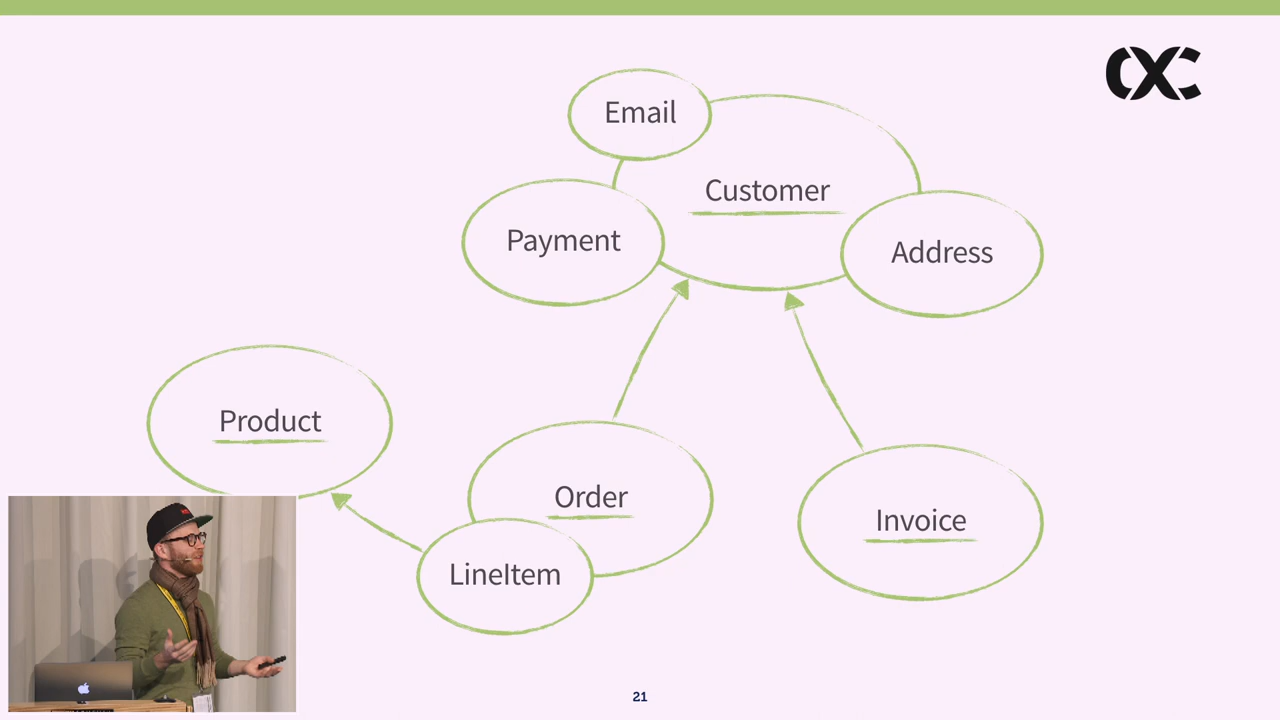 Email
Customer
Payment
Address
Product
Order
Invoice
LineItem
21